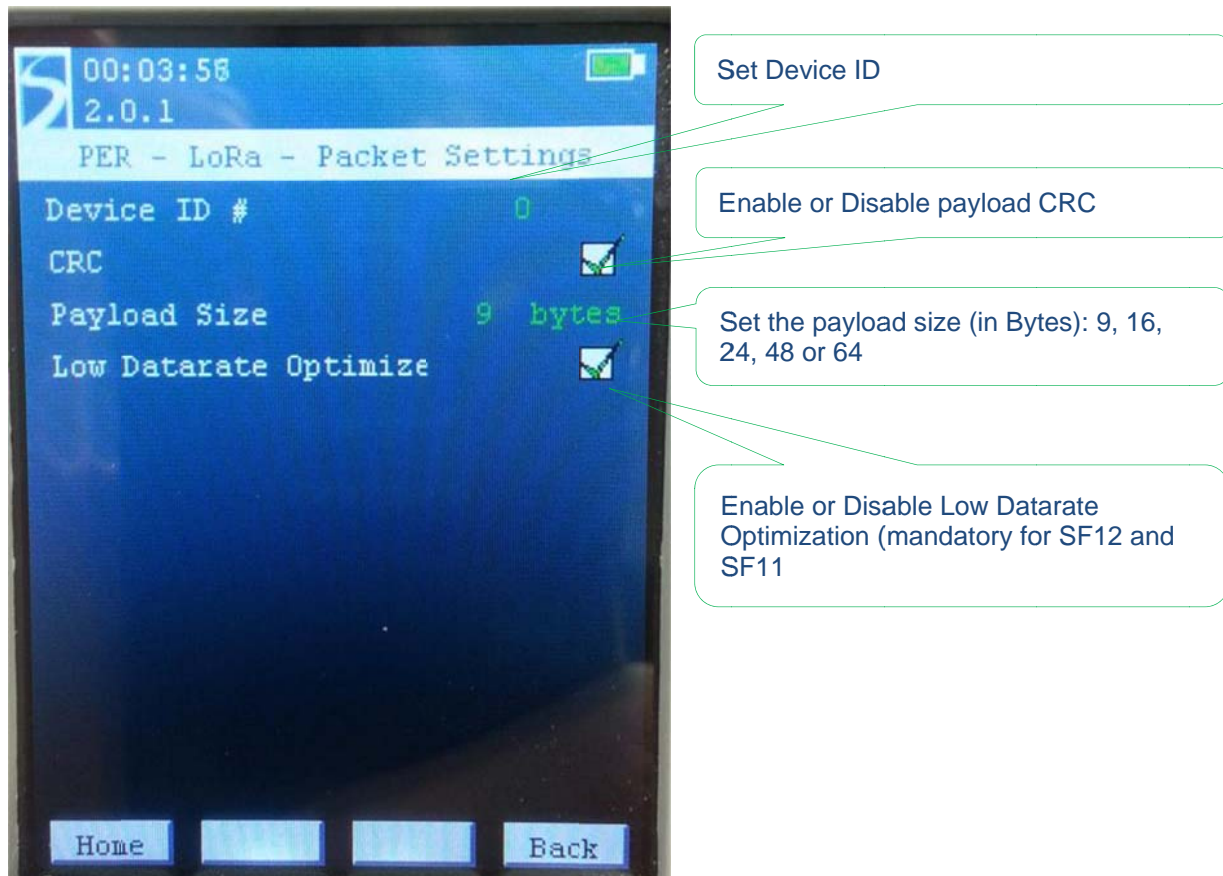 00:03:58
2.0.1
PER - LoRa - Packet Settings
Device ID # 0
CRC
Payload Size 9 bytes
Low Datarate Optimize
Home Back
Set Device ID
Enable or Disable payload CRC
Set the payload size (in Bytes): 9, 16,
24, 48 or 64
Enable or Disable Low Datarate
Optimization (mandatory for SF12 and
SF11